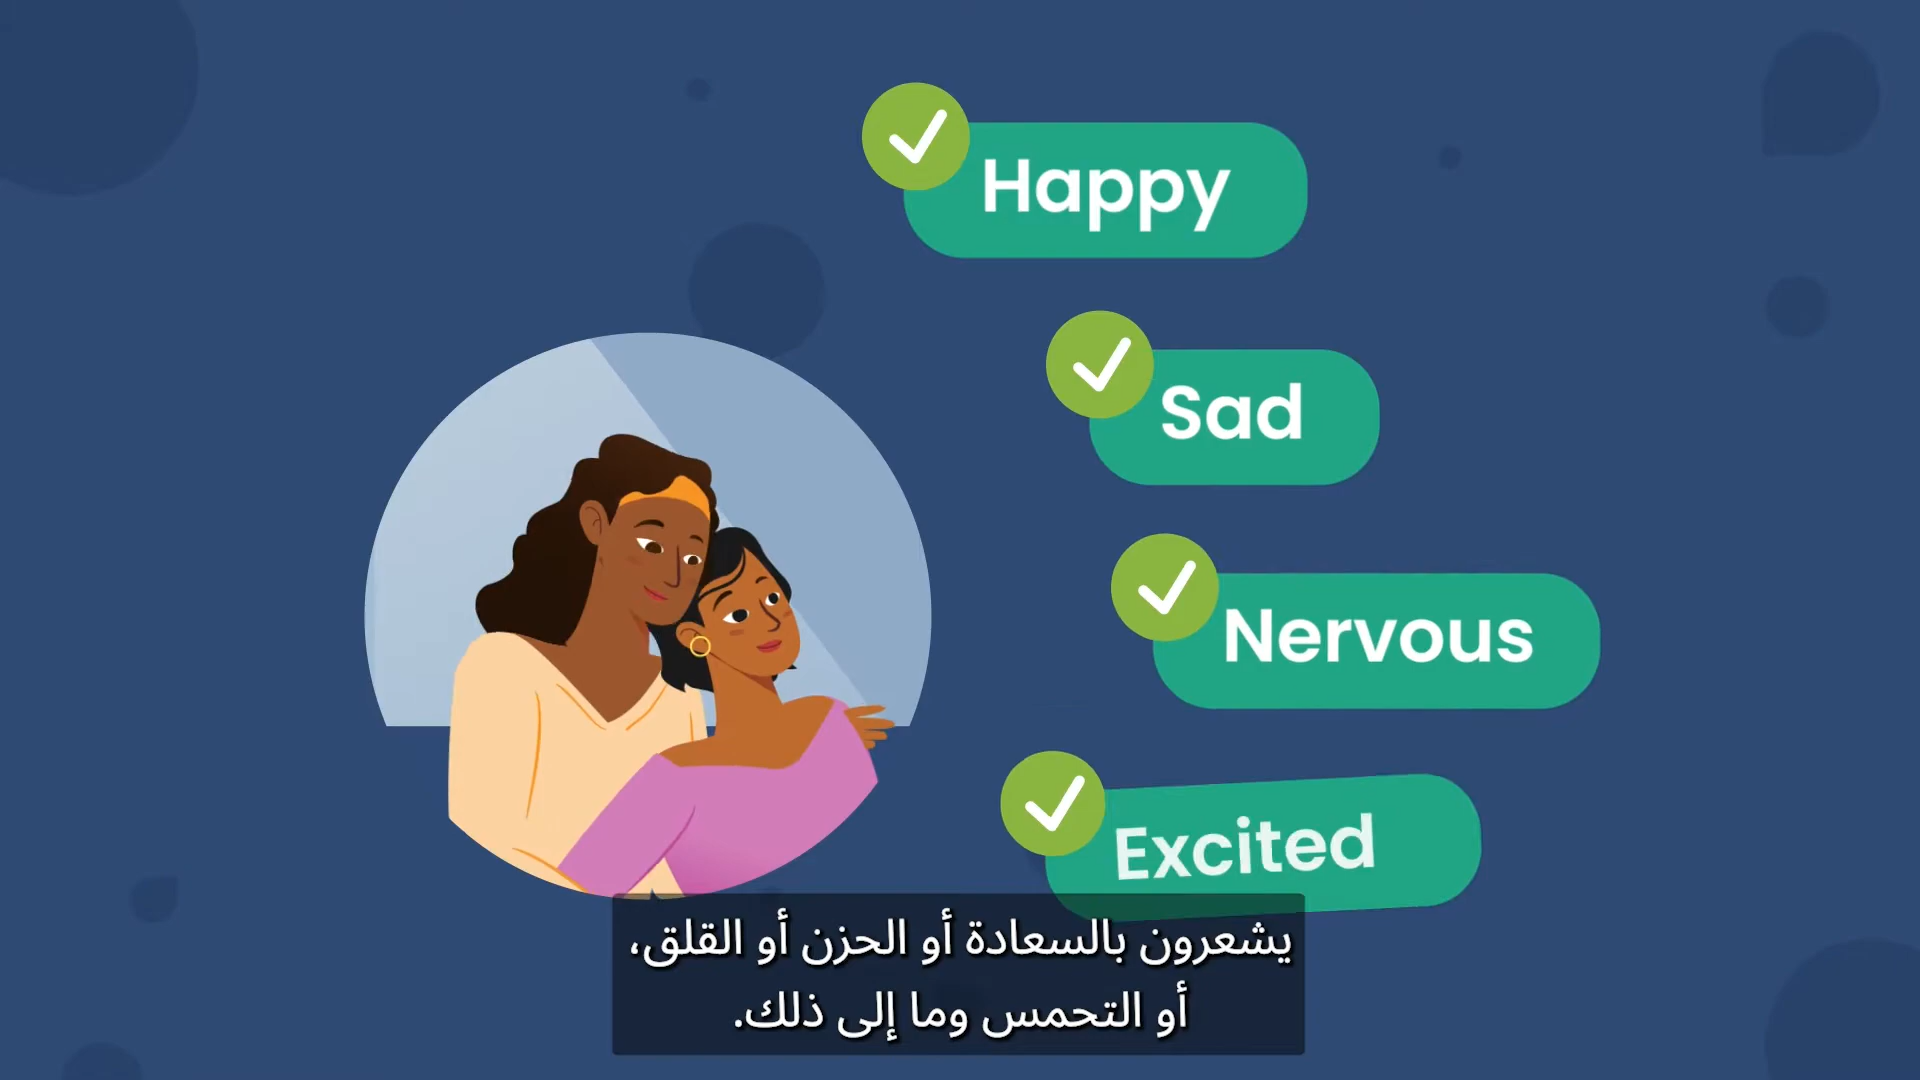 Happy
Sad
Nervous
Excited
يشعرون بالسعادة أو الحزن أو القلق،
أو التحمس وما إلى ذلك.